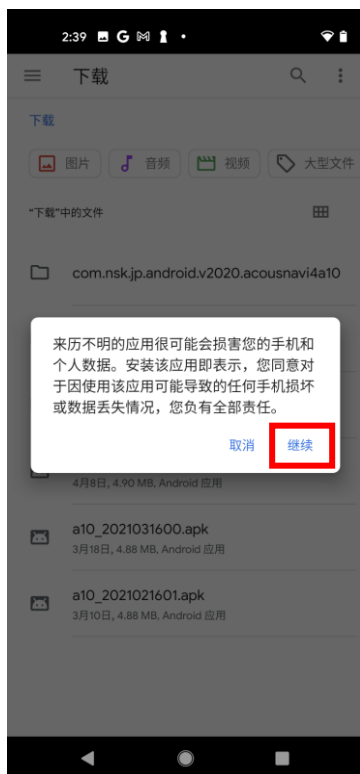 2:39
下载
下载
图片
音频
视频
大型文件
“下载”中的文件
com.nsk.jp.android.v2020.acousnavi4a10
来历不明的应用很可能会损害您的手机和
个人数据。安装该应用即表示，您同意对
于因使用该应用可能导致的任何手机损坏
或数据丢失情况，您负有全部责任。
取消
继续
4月8日, 4.90 MB, Android 应用
a10_2021031600.apk
3月18日, 4.88 MB, Android 应用
a10_2021021601.apk
3月10日, 4.88 MB, Android 应用